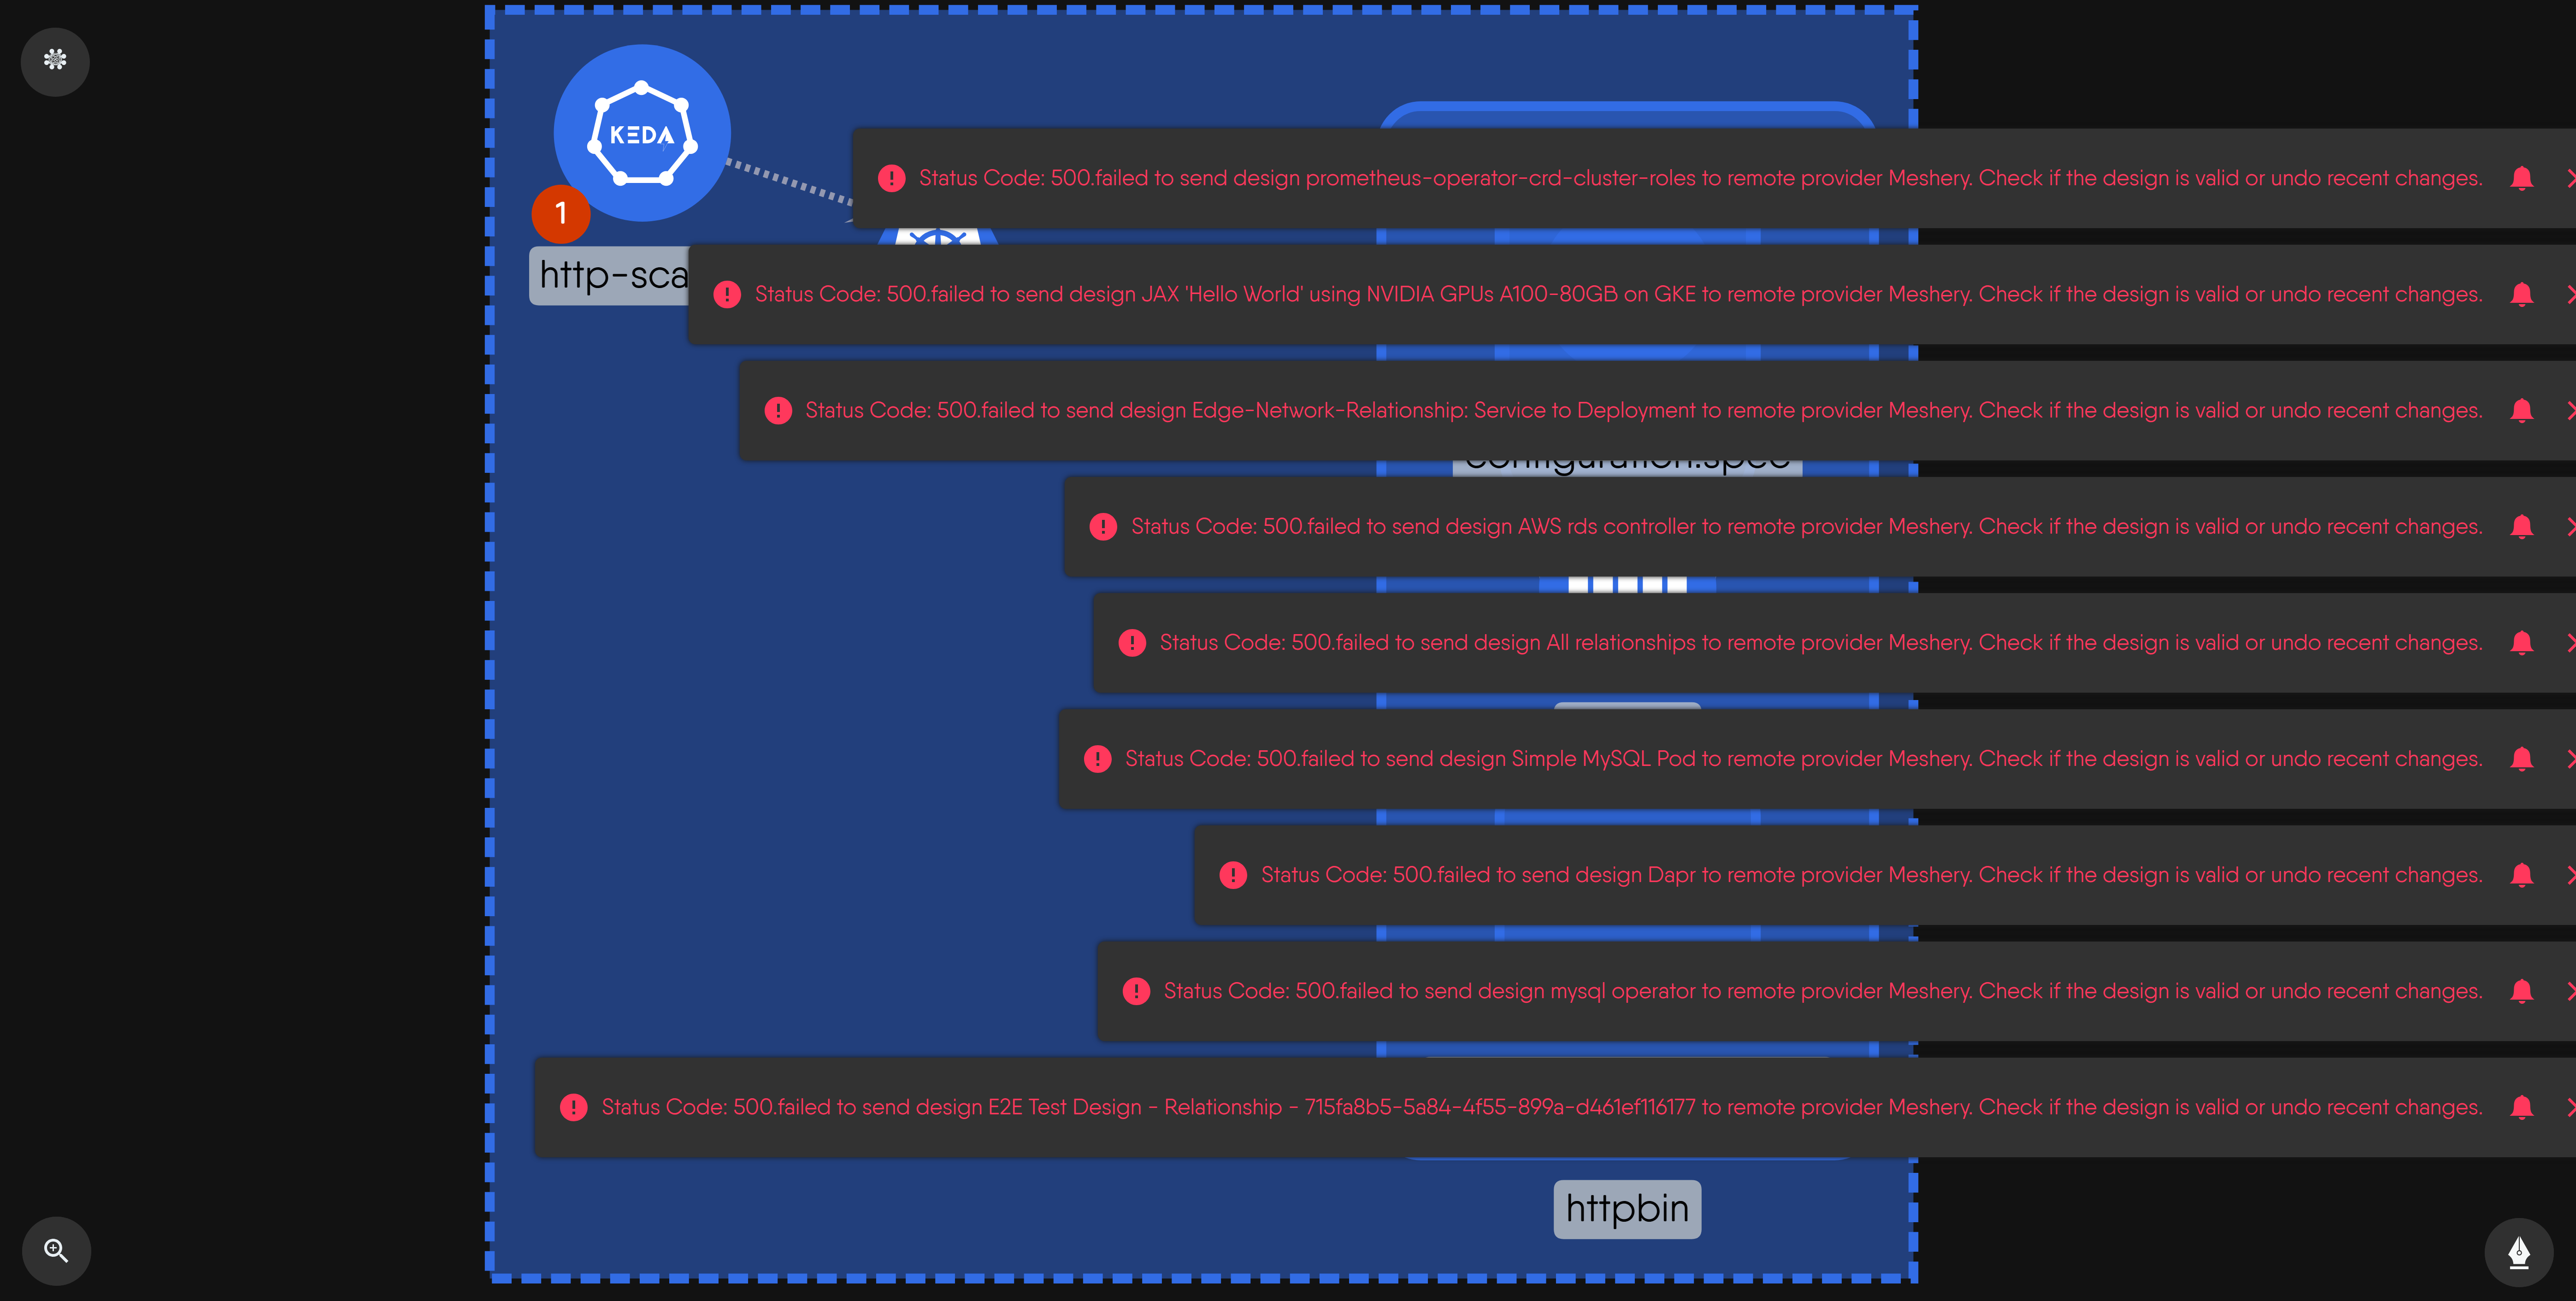 KEDA
Status Code: 500.failed to send design prometheus-operator-crd-cluster-roles to remote provider Meshery. Check if the design is valid or undo recent changes.
1
http-sca
Status Code: 500.failed to send design JAX 'Hello World' using NVIDIA GPUs A100-80GB on GKE to remote provider Meshery. Check if the design is valid or undo recent changes.
Status Code: 500.failed to send design Edge-Network-Relationship: Service to Deployment to remote provider Meshery. Check if the design is valid or undo recent changes.
configuration.spec
Status Code: 500.failed to send design AWS rds controller to remote provider Meshery. Check if the design is valid or undo recent changes.
Status Code: 500.failed to send design All relationships to remote provider Meshery. Check if the design is valid or undo recent changes.
Status Code: 500.failed to send design Simple MySQL Pod to remote provider Meshery. Check if the design is valid or undo recent changes.
Status Code: 500.failed to send design Dapr to remote provider Meshery. Check if the design is valid or undo recent changes.
Status Code: 500.failed to send design mysql operator to remote provider Meshery. Check if the design is valid or undo recent changes.
Status Code: 500.failed to send design E2E Test Design - Relationship - 715fa8b5-5a84-4f55-899a-d461ef116177 to remote provider Meshery. Check if the design is valid or undo recent changes.
httpbin